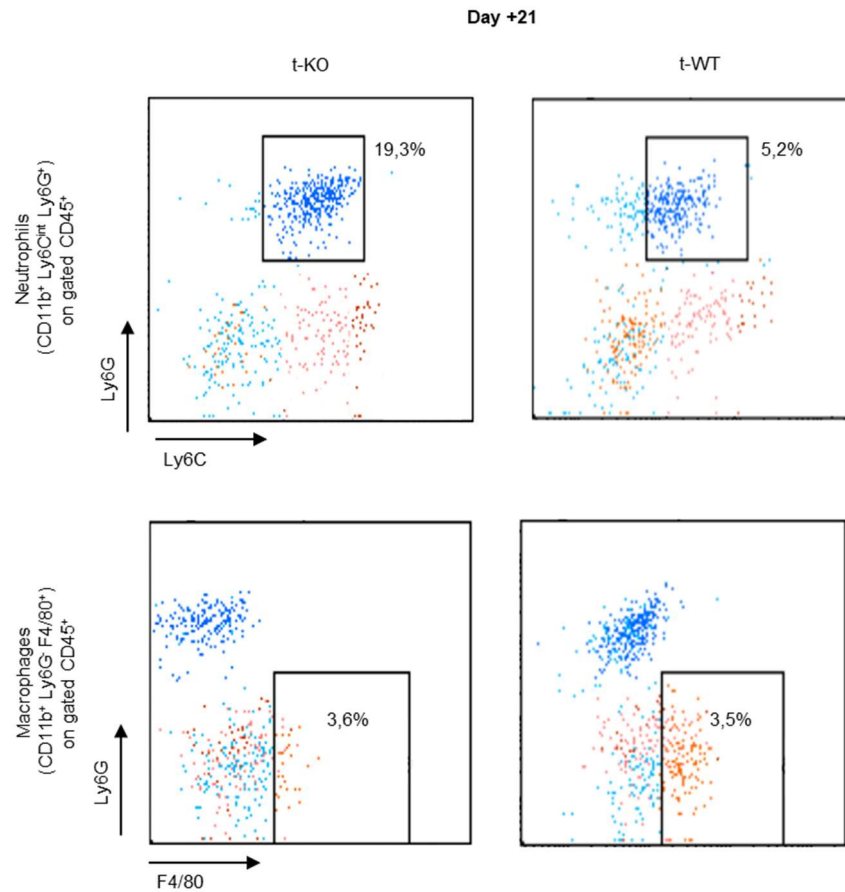 Day +21
t-KO
t-WT
Neutrophils
(CD11b⁺ Ly6Cⁱⁿᵗ Ly6G⁺)
on gated CD45⁺
19,3%
5,2%
Ly6G
Ly6C
Macrophages
(CD11b⁺ Ly6G⁻ F4/80⁺)
on gated CD45⁺
3,6%
3,5%
Ly6G
F4/80